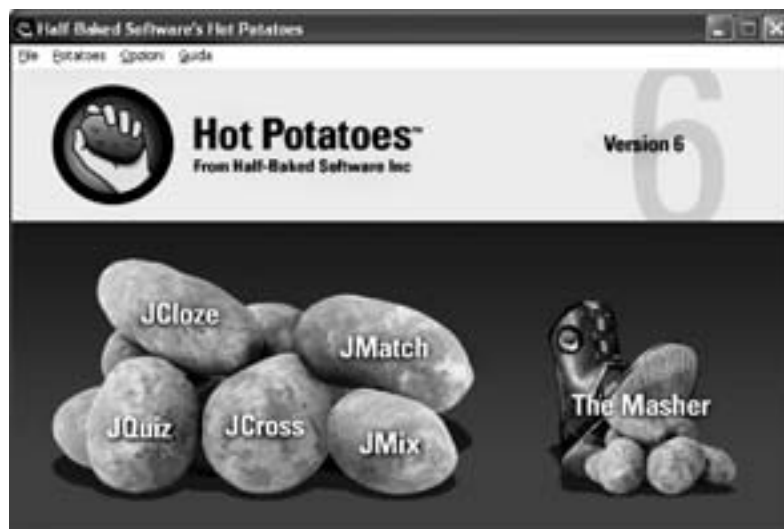 Half Baked Software's Hot Potatoes
File Potatoes Opzioni Guida
Hot Potatoes™
From Half-Baked Software Inc
6
Version 6
JCloze
JMatch
JQuiz
JCross
JMix
The Masher